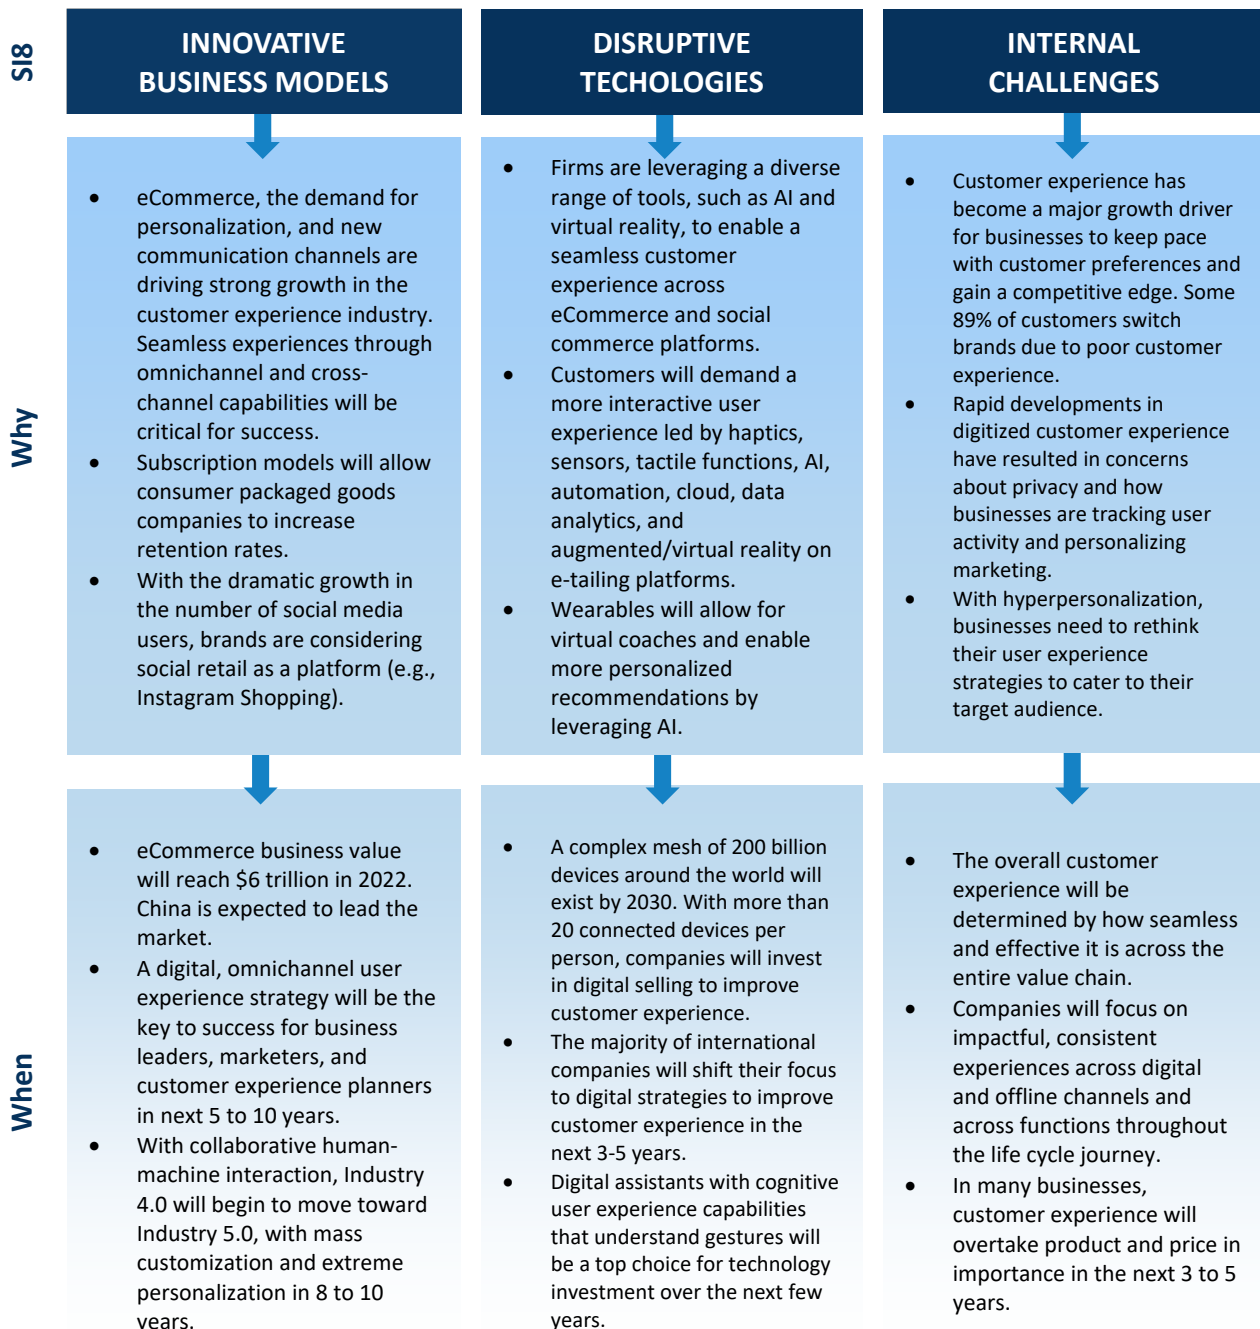 SI8
INNOVATIVE
BUSINESS MODELS
DISRUPTIVE
TECHOLOGIES
INTERNAL
CHALLENGES
Why
• eCommerce, the demand for
personalization, and new
communication channels are
driving strong growth in the
customer experience industry.
Seamless experiences through
omnichannel and cross-
channel capabilities will be
critical for success.
• Subscription models will allow
consumer packaged goods
companies to increase
retention rates.
• With the dramatic growth in
the number of social media
users, brands are considering
social retail as a platform (e.g.,
Instagram Shopping).
• Firms are leveraging a diverse
range of tools, such as AI and
virtual reality, to enable a
seamless customer
experience across
eCommerce and social
commerce platforms.
• Customers will demand a
more interactive user
experience led by haptics,
sensors, tactile functions, AI,
automation, cloud, data
analytics, and
augmented/virtual reality on
e-tailing platforms.
• Wearables will allow for
virtual coaches and enable
more personalized
recommendations by
leveraging AI.
• Customer experience has
become a major growth driver
for businesses to keep pace
with customer preferences and
gain a competitive edge. Some
89% of customers switch
brands due to poor customer
experience.
• Rapid developments in
digitized customer experience
have resulted in concerns
about privacy and how
businesses are tracking user
activity and personalizing
marketing.
• With hyperpersonalization,
businesses need to rethink
their user experience
strategies to cater to their
target audience.
When
• eCommerce business value
will reach $6 trillion in 2022.
China is expected to lead the
market.
• A digital, omnichannel user
experience strategy will be the
key to success for business
leaders, marketers, and
customer experience planners
in next 5 to 10 years.
• With collaborative human-
machine interaction, Industry
4.0 will begin to move toward
Industry 5.0, with mass
customization and extreme
personalization in 8 to 10
years.
• A complex mesh of 200 billion
devices around the world will
exist by 2030. With more than
20 connected devices per
person, companies will invest
in digital selling to improve
customer experience.
• The majority of international
companies will shift their focus
to digital strategies to improve
customer experience in the
next 3-5 years.
• Digital assistants with cognitive
user experience capabilities
that understand gestures will
be a top choice for technology
investment over the next few
years.
• The overall customer
experience will be
determined by how seamless
and effective it is across the
entire value chain.
• Companies will focus on
impactful, consistent
experiences across digital
and offline channels and
across functions throughout
the life cycle journey.
• In many businesses,
customer experience will
overtake product and price in
importance in the next 3 to 5
years.